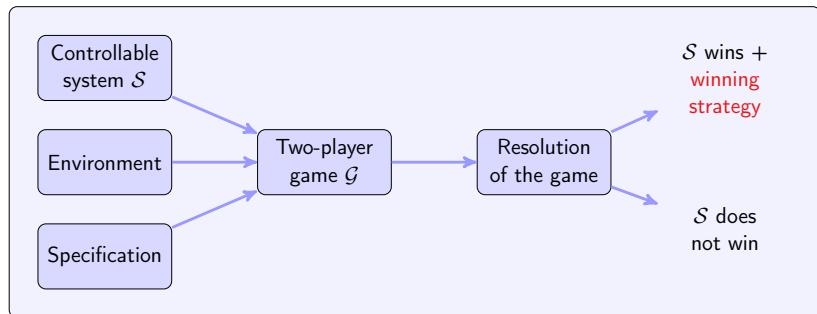 Controllable
system 𝒮
Environment
Specification
Two-player
game 𝒢
Resolution
of the game
𝒮 wins +
winning
strategy
𝒮 does
not win